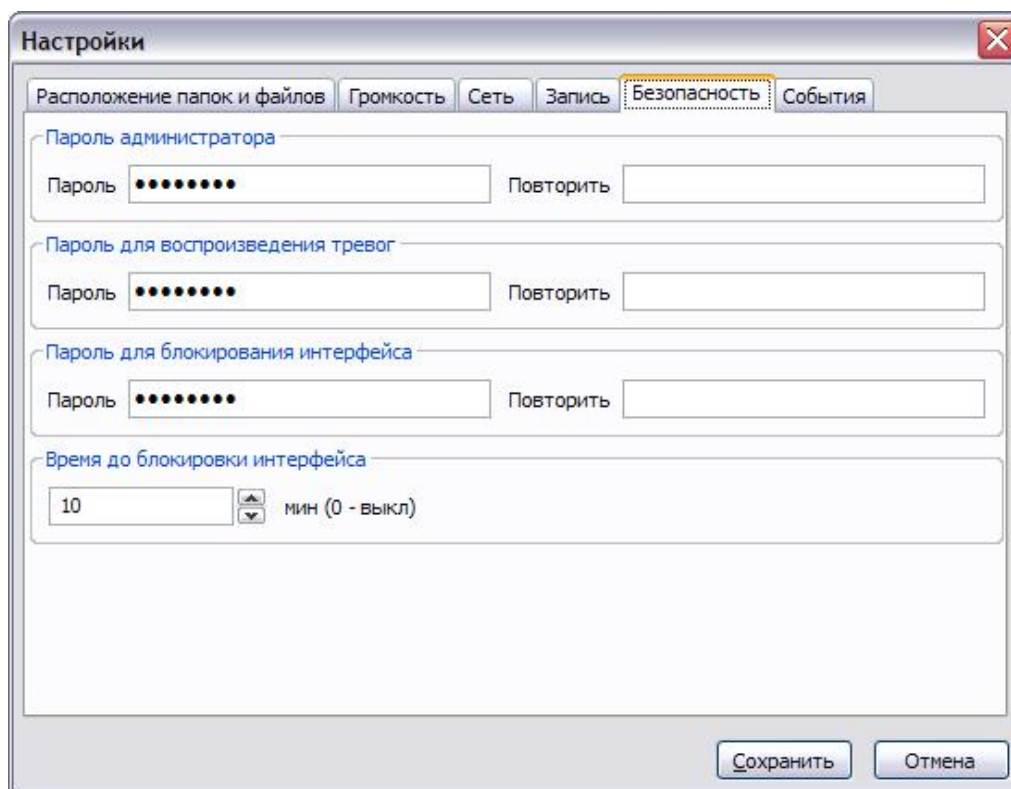 Настройки
Расположение папок и файлов Громкость Сеть Запись Безопасность События
Пароль администратора
Пароль •••••••• Повторить
Пароль для воспроизведения тревог
Пароль •••••••• Повторить
Пароль для блокирования интерфейса
Пароль •••••••• Повторить
Время до блокировки интерфейса
10 мин (0 - выкл)
Сохранить Отмена